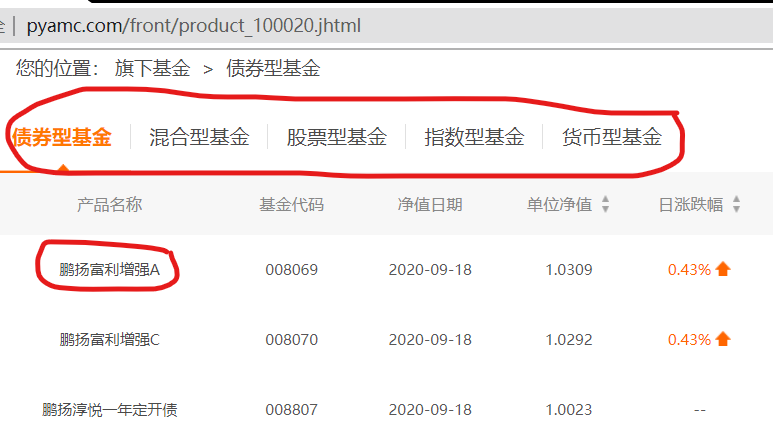 全 | pyamc.com/front/product_100020.jhtml
您的位置： 旗下基金 > 债券型基金
债券型基金 混合型基金 股票型基金 指数型基金 货币型基金
产品名称 基金代码 净值日期 单位净值 日涨跌幅
鹏扬富利增强A 008069 2020-09-18 1.0309 0.43%
鹏扬富利增强C 008070 2020-09-18 1.0292 0.43%
鹏扬淳悦一年定开债 008807 2020-09-18 1.0023 --